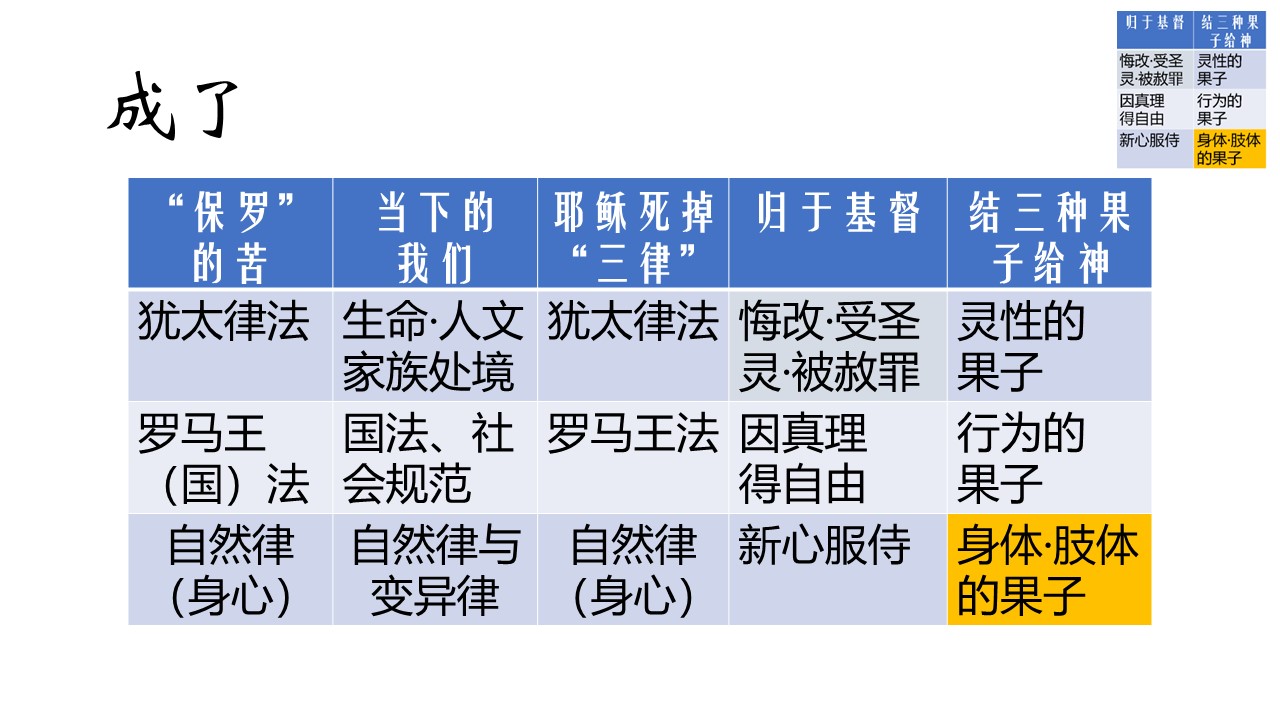 成了
归于基督 结三种果
子给神
悔改·受圣 灵性的
灵·被赦罪 果子
因真理 行为的
得自由 果子
新心服侍 身体·肢体
的果子
“保罗” 当下的 耶稣死掉 归于基督 结三种果
的苦 我们 “三律” 子给神
犹太律法 生命·人文 犹太律法 悔改·受圣 灵性的
家族处境 灵·被赦罪 果子
罗马王 国法、社 罗马王法 因真理 行为的
（国）法 会规范 得自由 果子
自然律 自然律与 自然律 新心服侍 身体·肢体
（身心） 变异律 （身心） 的果子